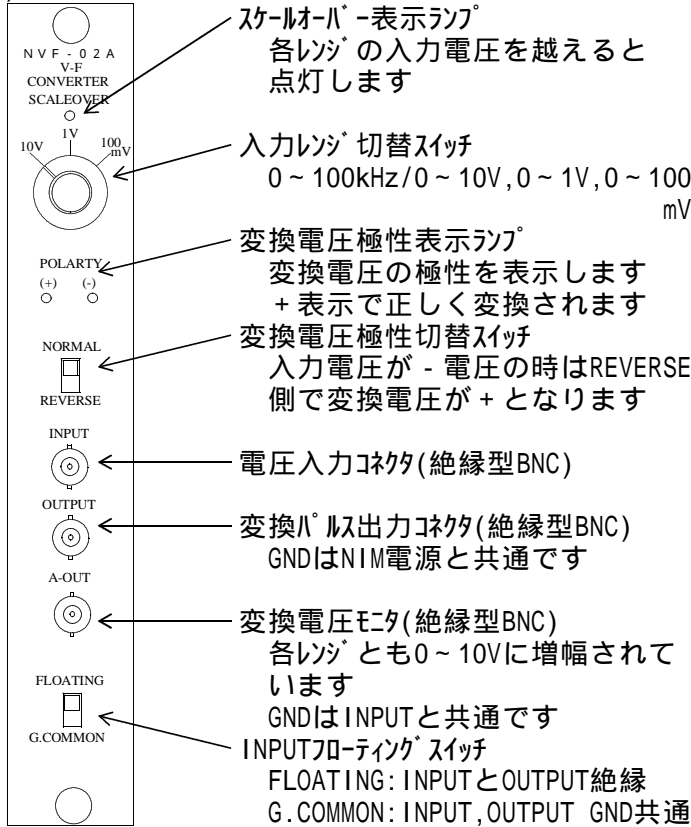 NVF-02A
V-F
CONVERTER
SCALEOVER
10V
1V
100
mV
POLARTY
(+) (-)
NORMAL
REVERSE
INPUT
OUTPUT
A-OUT
FLOATING
G.COMMON
スケールオーバー表示ランプ
各レンジの入力電圧を越えると
点灯します
入力レンジ切替スイッチ
0~100kHz/0~10V,0~1V,0~100
mV
変換電圧極性表示ランプ
変換電圧の極性を表示します
+表示で正しく変換されます
変換電圧極性切替スイッチ
入力電圧が-電圧の時はREVERSE
側で変換電圧が+となります
電圧入力コネクタ(絶縁型BNC)
変換パルス出力コネクタ(絶縁型BNC)
GNDはNIM電源と共通です
変換電圧モニタ(絶縁型BNC)
各レンジとも0~10Vに増幅されて
います
GNDはINPUTと共通です
INPUTフローティングスイッチ
FLOATING:INPUTとOUTPUT絶縁
G.COMMON:INPUT,OUTPUT GND共通